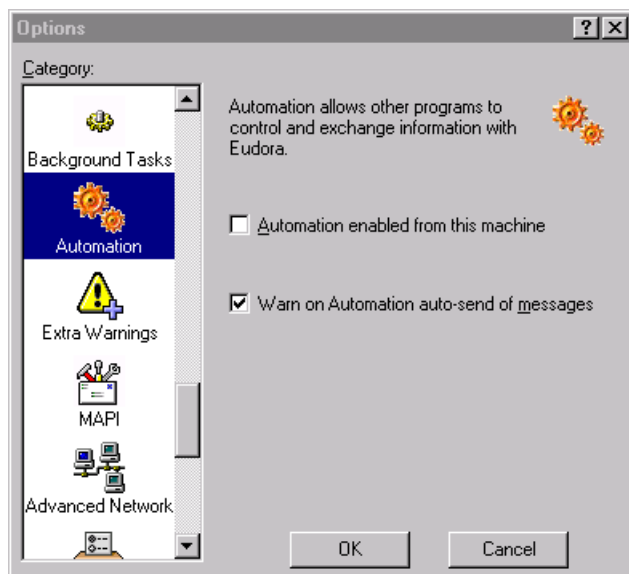 Options
Category:
Background Tasks
Automation
Extra Warnings
MAPI
Advanced Network
Automation allows other programs to
control and exchange information with
Eudora.
Automation enabled from this machine
Warn on Automation auto-send of messages
OK
Cancel